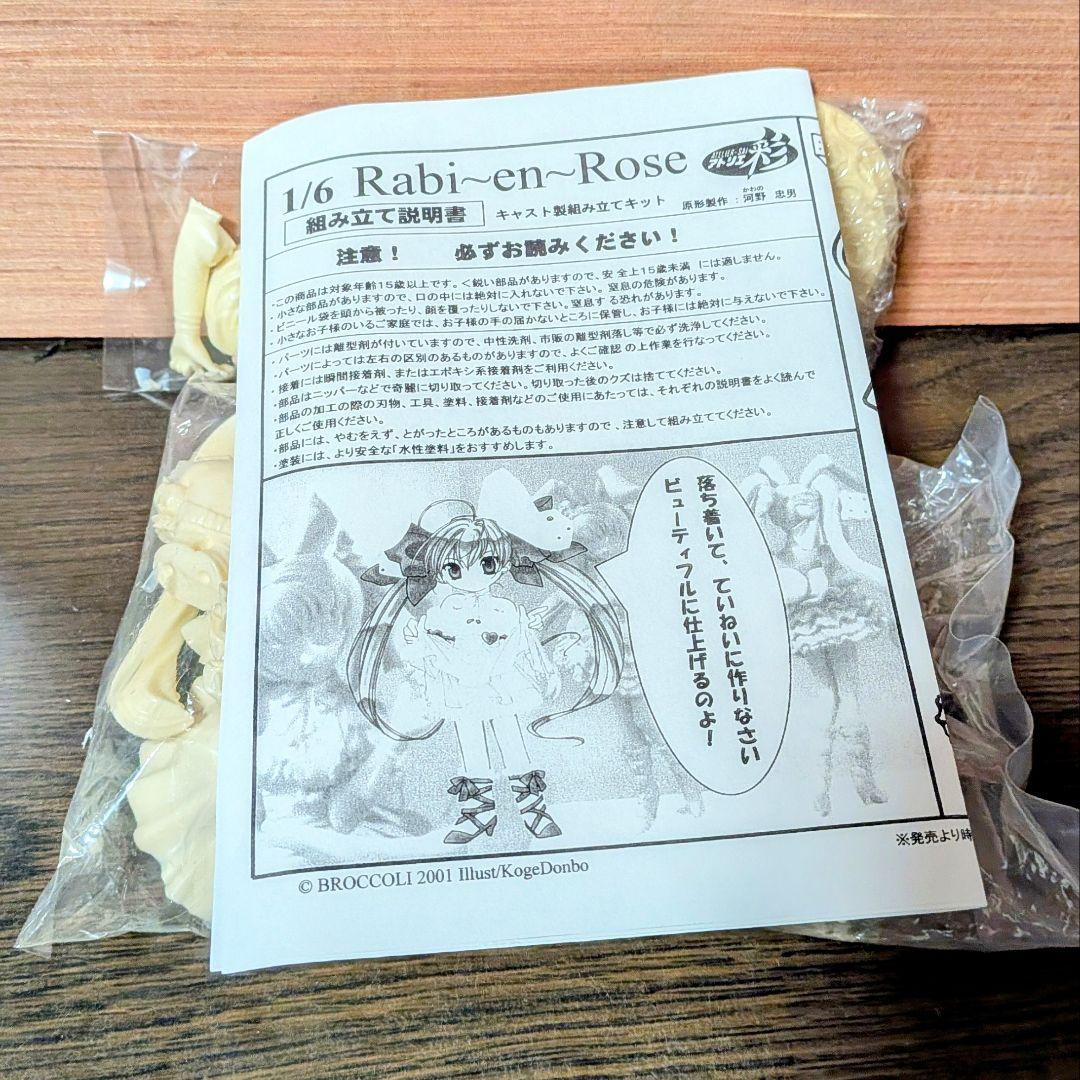 1/6 Rabi~en~Rose
ATELIER-SAI
アトリエ 彩
組み立て説明書
キャスト製組み立てキット
かわの
原形製作：河野 忠男
注意！ 必ずお読みください！
・この商品は対象年齢15歳以上です。＜鋭い部品がありますので、安 全上15歳未満 には適しません。
・小さな部品がありますので、口の中には絶対に入れないで下さい。窒息の危険があります。
・ビニール袋を頭から被ったり、顔を覆ったりしないで下さい。窒息す る恐れがあります。
・小さなお子様のいるご家庭では、お子様の手の届かないところに保管し、お子様には絶対に与えないで下さい。
・パーツには離型剤が付いていますので、中性洗剤、市販の離型剤落し等で必ず洗浄してください。
・パーツによっては左右の区別のあるものがありますので、よくご確認 の上作業を行なってください。
・接着には瞬間接着剤、またはエポキシ系接着剤をご利用ください。
・部品はニッパーなどで奇麗に切り取ってください。切り取った後のクズは捨ててください。
・部品の加工の際の刃物、工具、塗料、接着剤などのご使用にあたっては、それぞれの説明書をよく読んで
正しくご使用ください。
・部品には、やむをえず、とがったところがあるものもありますので 、注意して組み立ててください。
・塗装には、より安全な「水性塗料」をおすすめします。
落ち着いて、ていねいに作りなさい
ビューティフルに仕上げるのよ！
※発売より時
© BROCCOLI 2001 Illust/KogeDonbo